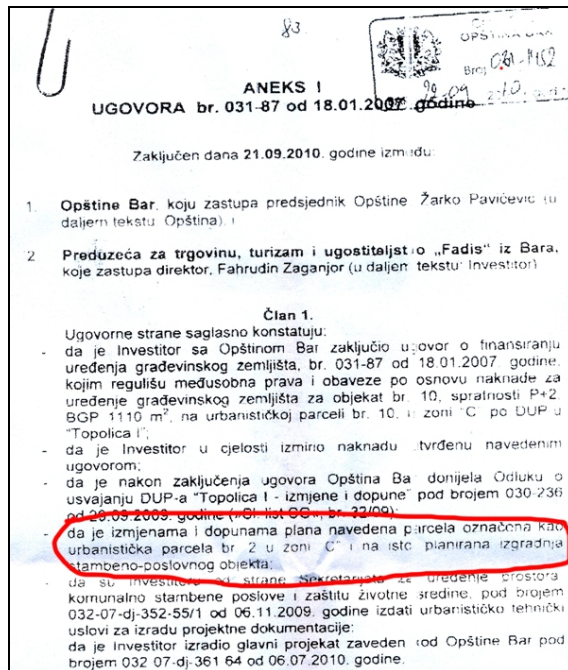 83
OPŠTINA BAR
Broj 031-1452
ANEKS I
UGOVORA br. 031-87 od 18.01.2007. godine
Zaključen dana 21.09.2010. godine između:
1. Opštine Bar, koju zastupa predsjednik Opštine Žarko Pavićević (u
daljem tekstu Opština), i
2 Preduzeća za trgovinu, turizam i ugostiteljst o „Fadis“ iz Bara,
koje zastupa direktor, Fahrudin Zaganjor (u daljen tekstu: Investitor)
Član 1.
Ugovorne strane saglasno konstatuju:
- da je Investitor sa Opštinom Bar zaključio ugovor o finansiranju
uređenja građevinskog zemljišta, br. 031-87 od 18.01.2007. godine,
kojim regulišu međusobna prava i obaveze po osnovu naknade za
uređenje građevinskog zemljišta za objekat br. 10, spratnosti P+2,
BGP 1110 m², na urbanističkoj parceli br. 10, u zoni "C" po DUP u
"Topolica I";
- da je Investitor u cjelosti izmirio naknadu tvrđenu navedenim
ugovorom;
- da je nakon zaključenja ugovora Opština Ba donijela Odluku o
usvajanju DUP-a "Topolica I - izmjene i dopune" pod brojem 030-236
od 29.09.2009. godine („Sl. list CG“, br. 32/09);
- da je izmjenama i dopunama plana navedena parcela označena kao
urbanistička parcela br. 2 u zoni "C" i na isto planirana izgradnja
stambeno-poslovnog objekta;
- da su Investitoru od strane Sekretarijata za uređenje prostora,
komunalno stambene poslove i zaštitu životne sredine, pod brojem
032-07-dj-352-55/1 od 06.11.2009. godine izdati urbanističko tehnički
uslovi za izradu projektne dokumentacije;
da je Investitor izradio glavni projekat zaveden kod Opštine Bar pod
brojem 032 07-dj-361 64 od 06.07.2010. godine.